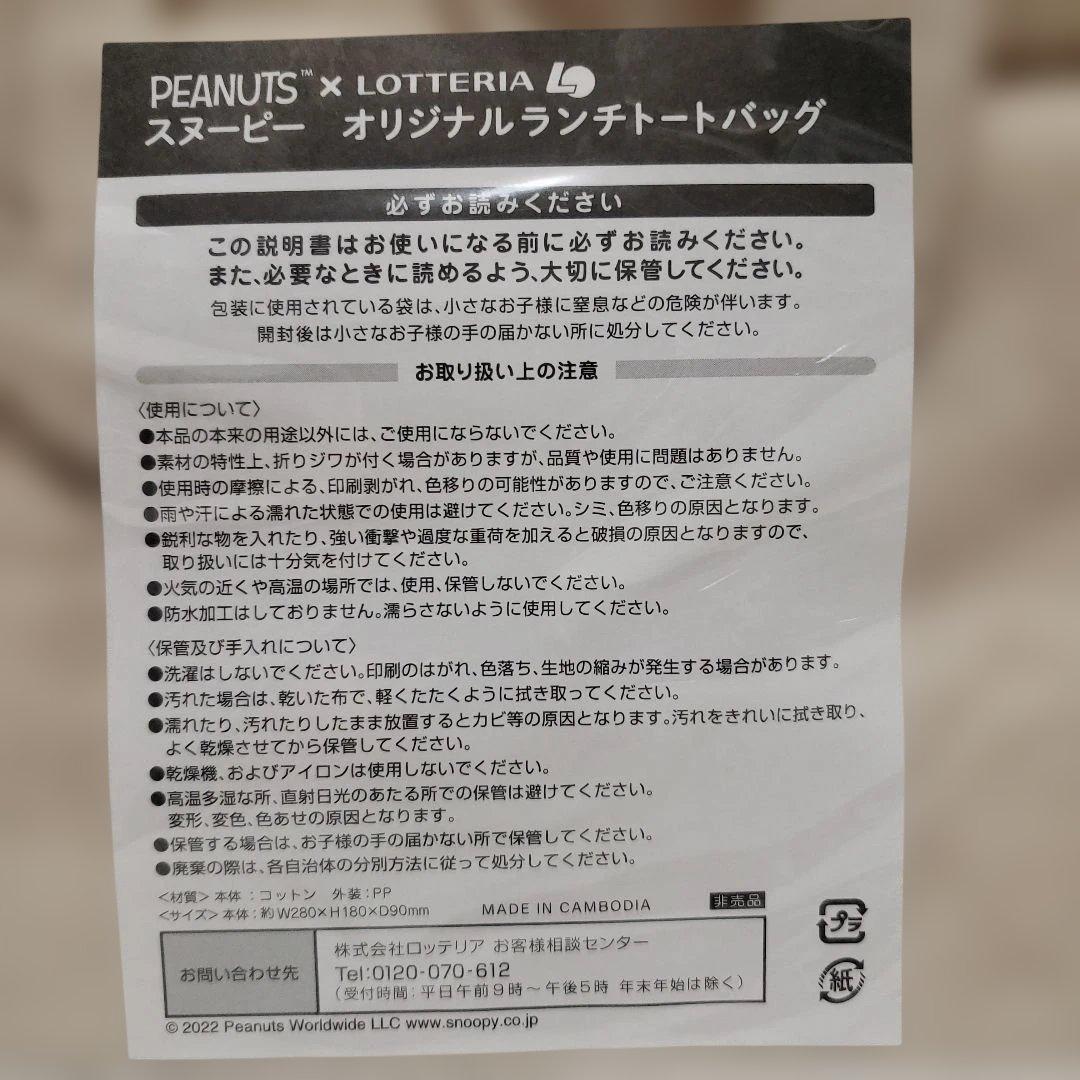 PEANUTS™ × LOTTERIA
スヌーピー オリジナルランチトートバッグ
必ずお読みください
この説明書はお使いになる前に必ずお読みください。
また、必要なときに読めるよう、大切に保管してください。
包装に使用されている袋は、小さなお子様に窒息などの危険が伴います。
開封後は小さなお子様の手の届かない所に処分してください。
お取り扱い上の注意
〈使用について〉
●本品の本来の用途以外には、ご使用にならないでください。
●素材の特性上、折りジワが付く場合がありますが、品質や使用に問題はありません。
●使用時の摩擦による、印刷剥がれ、色移りの可能性がありますので、ご注意ください。
●雨や汗による濡れた状態での使用は避けてください。シミ、色移りの原因となります。
●鋭利な物を入れたり、強い衝撃や過度な重荷を加えると破損の原因となりますので、
取り扱いには十分気を付けてください。
●火気の近くや高温の場所では、使用、保管しないでください。
●防水加工はしておりません。濡らさないように使用してください。
〈保管及び手入れについて〉
●洗濯はしないでください。印刷のはがれ、色落ち、生地の縮みが発生する場合があります。
●汚れた場合は、乾いた布で、軽くたたくように拭き取ってください。
●濡れたり、汚れたりしたまま放置するとカビ等の原因となります。汚れをきれいに拭き取り、
よく乾燥させてから保管してください。
●乾燥機、およびアイロンは使用しないでください。
●高温多湿な所、直射日光のあたる所での保管は避けてください。
変形、変色、色あせの原因となります。
●保管する場合は、お子様の手の届かない所で保管してください。
●廃棄の際は、各自治体の分別方法に従って処分してください。
＜材質＞本体：コットン 外装：PP
＜サイズ＞本体：約W280×H180×D90mm MADE IN CAMBODIA 非売品
プラ
紙
お問い合わせ先
株式会社ロッテリア お客様相談センター
Tel:0120-070-612
（受付時間：平日午前9時～午後5時 年末年始は除く）
© 2022 Peanuts Worldwide LLC www.snoopy.co.jp